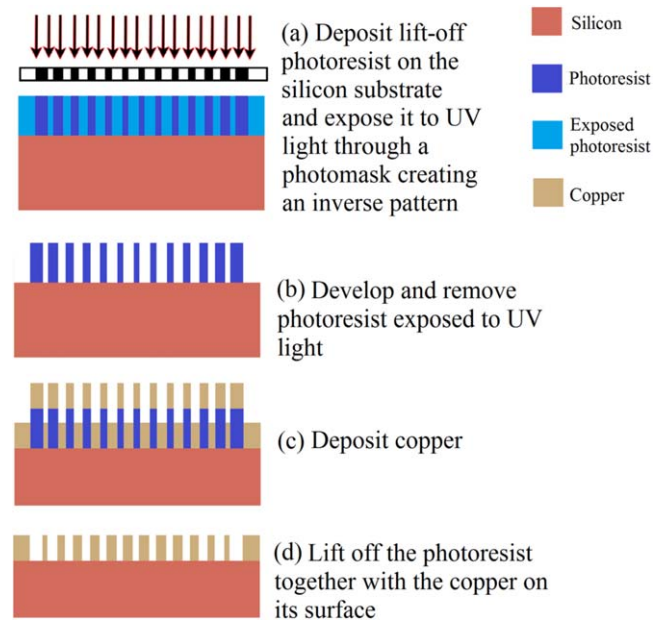 (a) Deposit lift-off
photoresist on the
silicon substrate
and expose it to UV
light through a
photomask creating
an inverse pattern
Silicon
Photoresist
Exposed
photoresist
Copper
(b) Develop and remove
photoresist exposed to UV
light
(c) Deposit copper
(d) Lift off the photoresist
together with the copper on
its surface